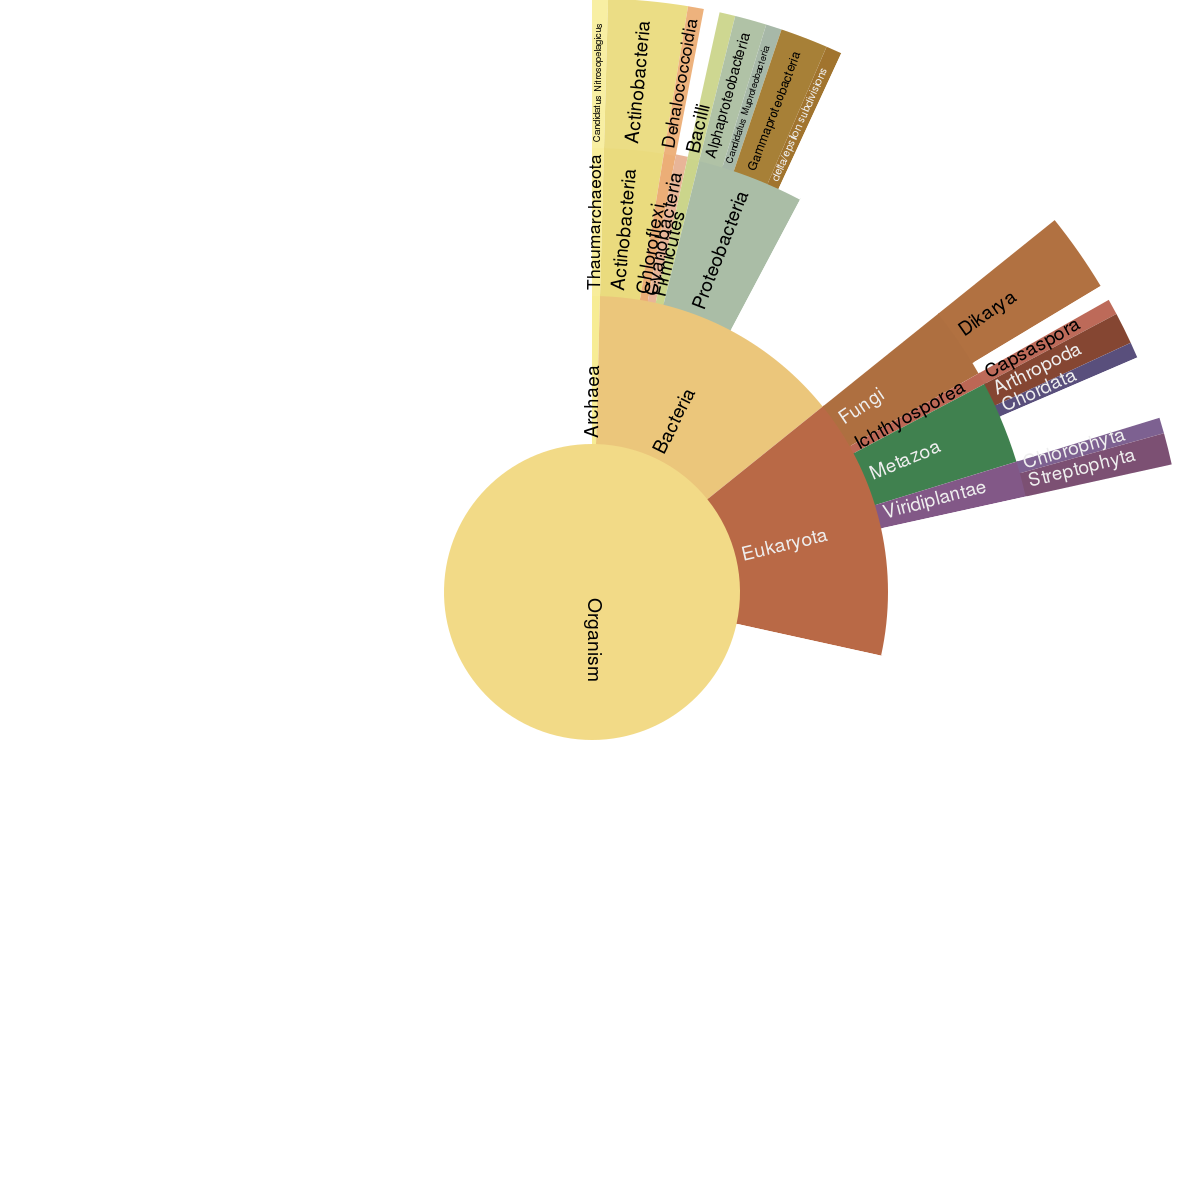 Organism
Archaea
Bacteria
Eukaryota
Thaumarchaeota
Actinobacteria
Chloroflexi
Cyanobacteria
Firmicutes
Proteobacteria
Fungi
Ichthyosporea
Metazoa
Viridiplantae
Candidatus Nitrosopelagicus
Actinobacteria
Dehalococcoidia
Bacilli
Alphaproteobacteria
Candidatus Muproteobacteria
Gammaproteobacteria
delta/epsilon subdivisions
Dikarya
Capsaspora
Arthropoda
Chordata
Chlorophyta
Streptophyta